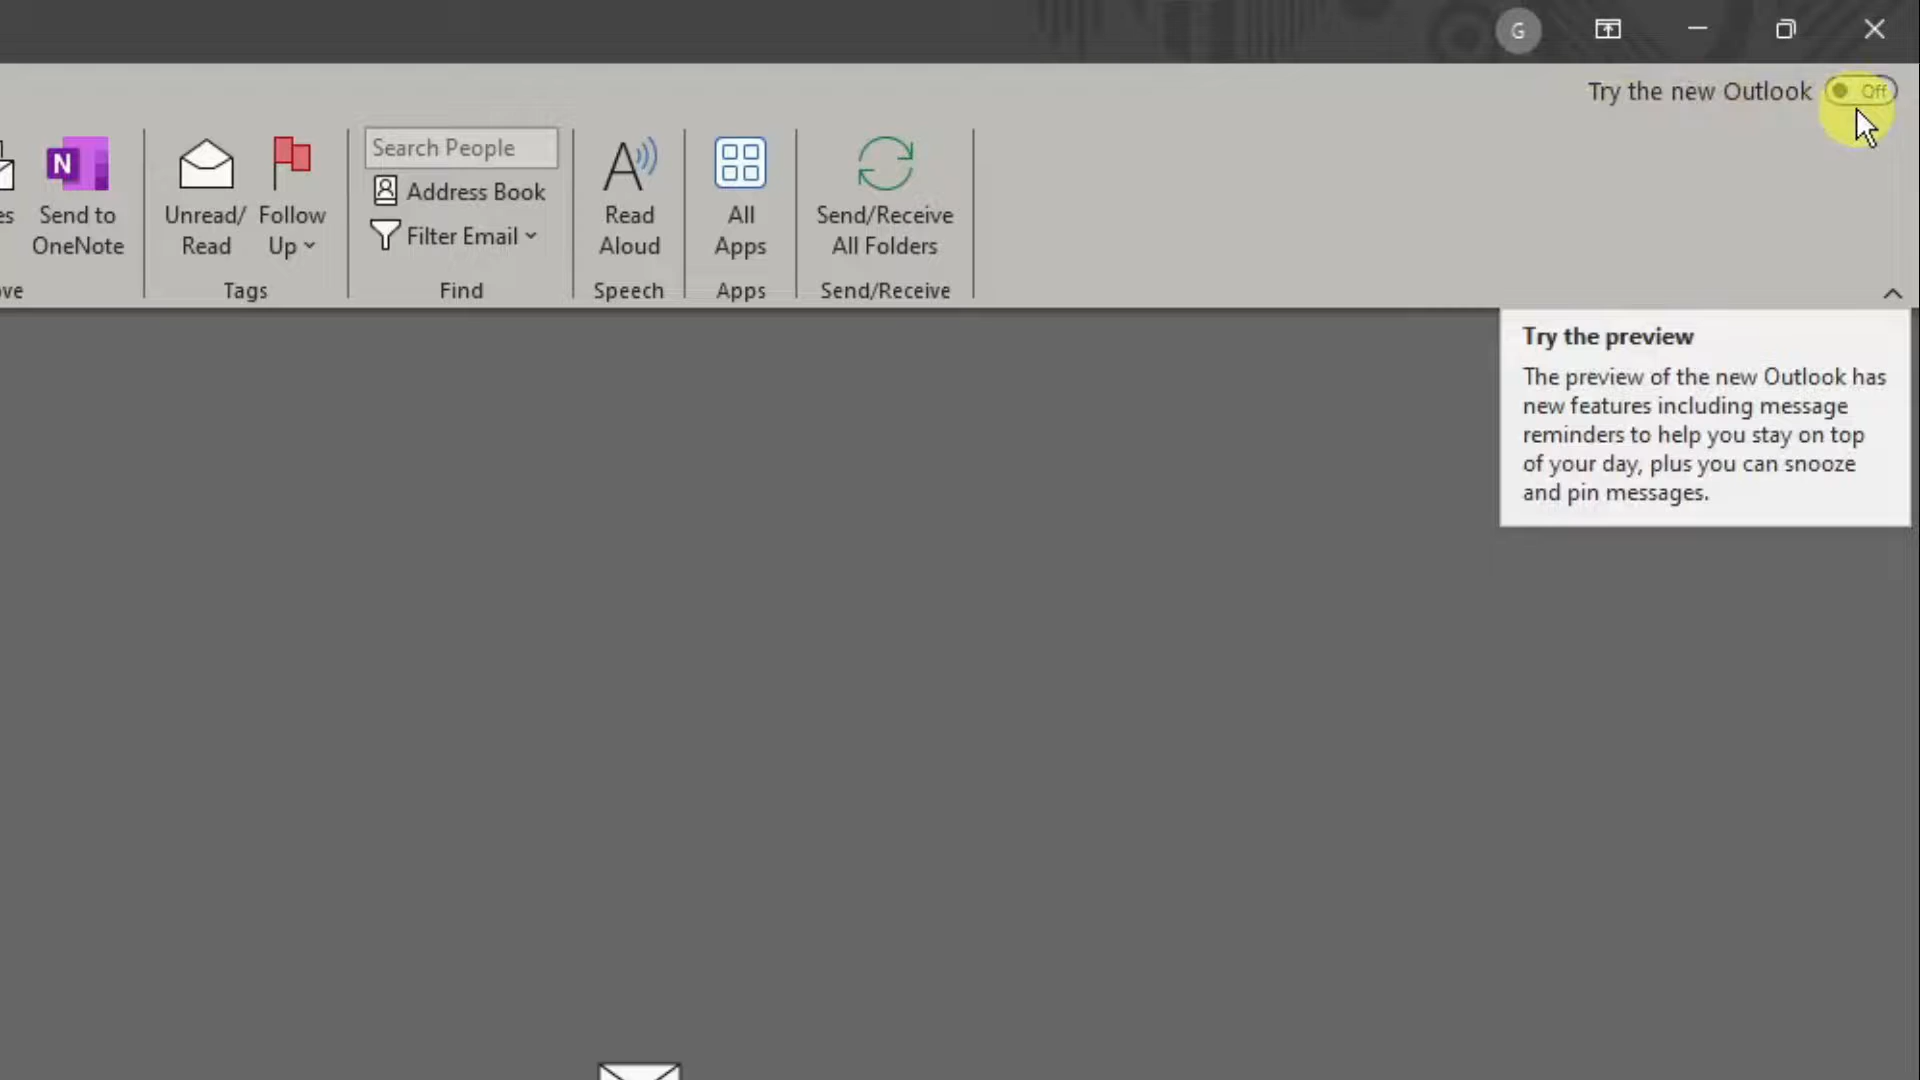 G
Try the new Outlook Off
N
Search People
Address Book
Filter Email
es
Send to
OneNote
Unread/
Read
Follow
Up
Read
Aloud
All
Apps
Send/Receive
All Folders
ove
Tags
Find
Speech
Apps
Send/Receive
Try the preview
The preview of the new Outlook has
new features including message
reminders to help you stay on top
of your day, plus you can snooze
and pin messages.